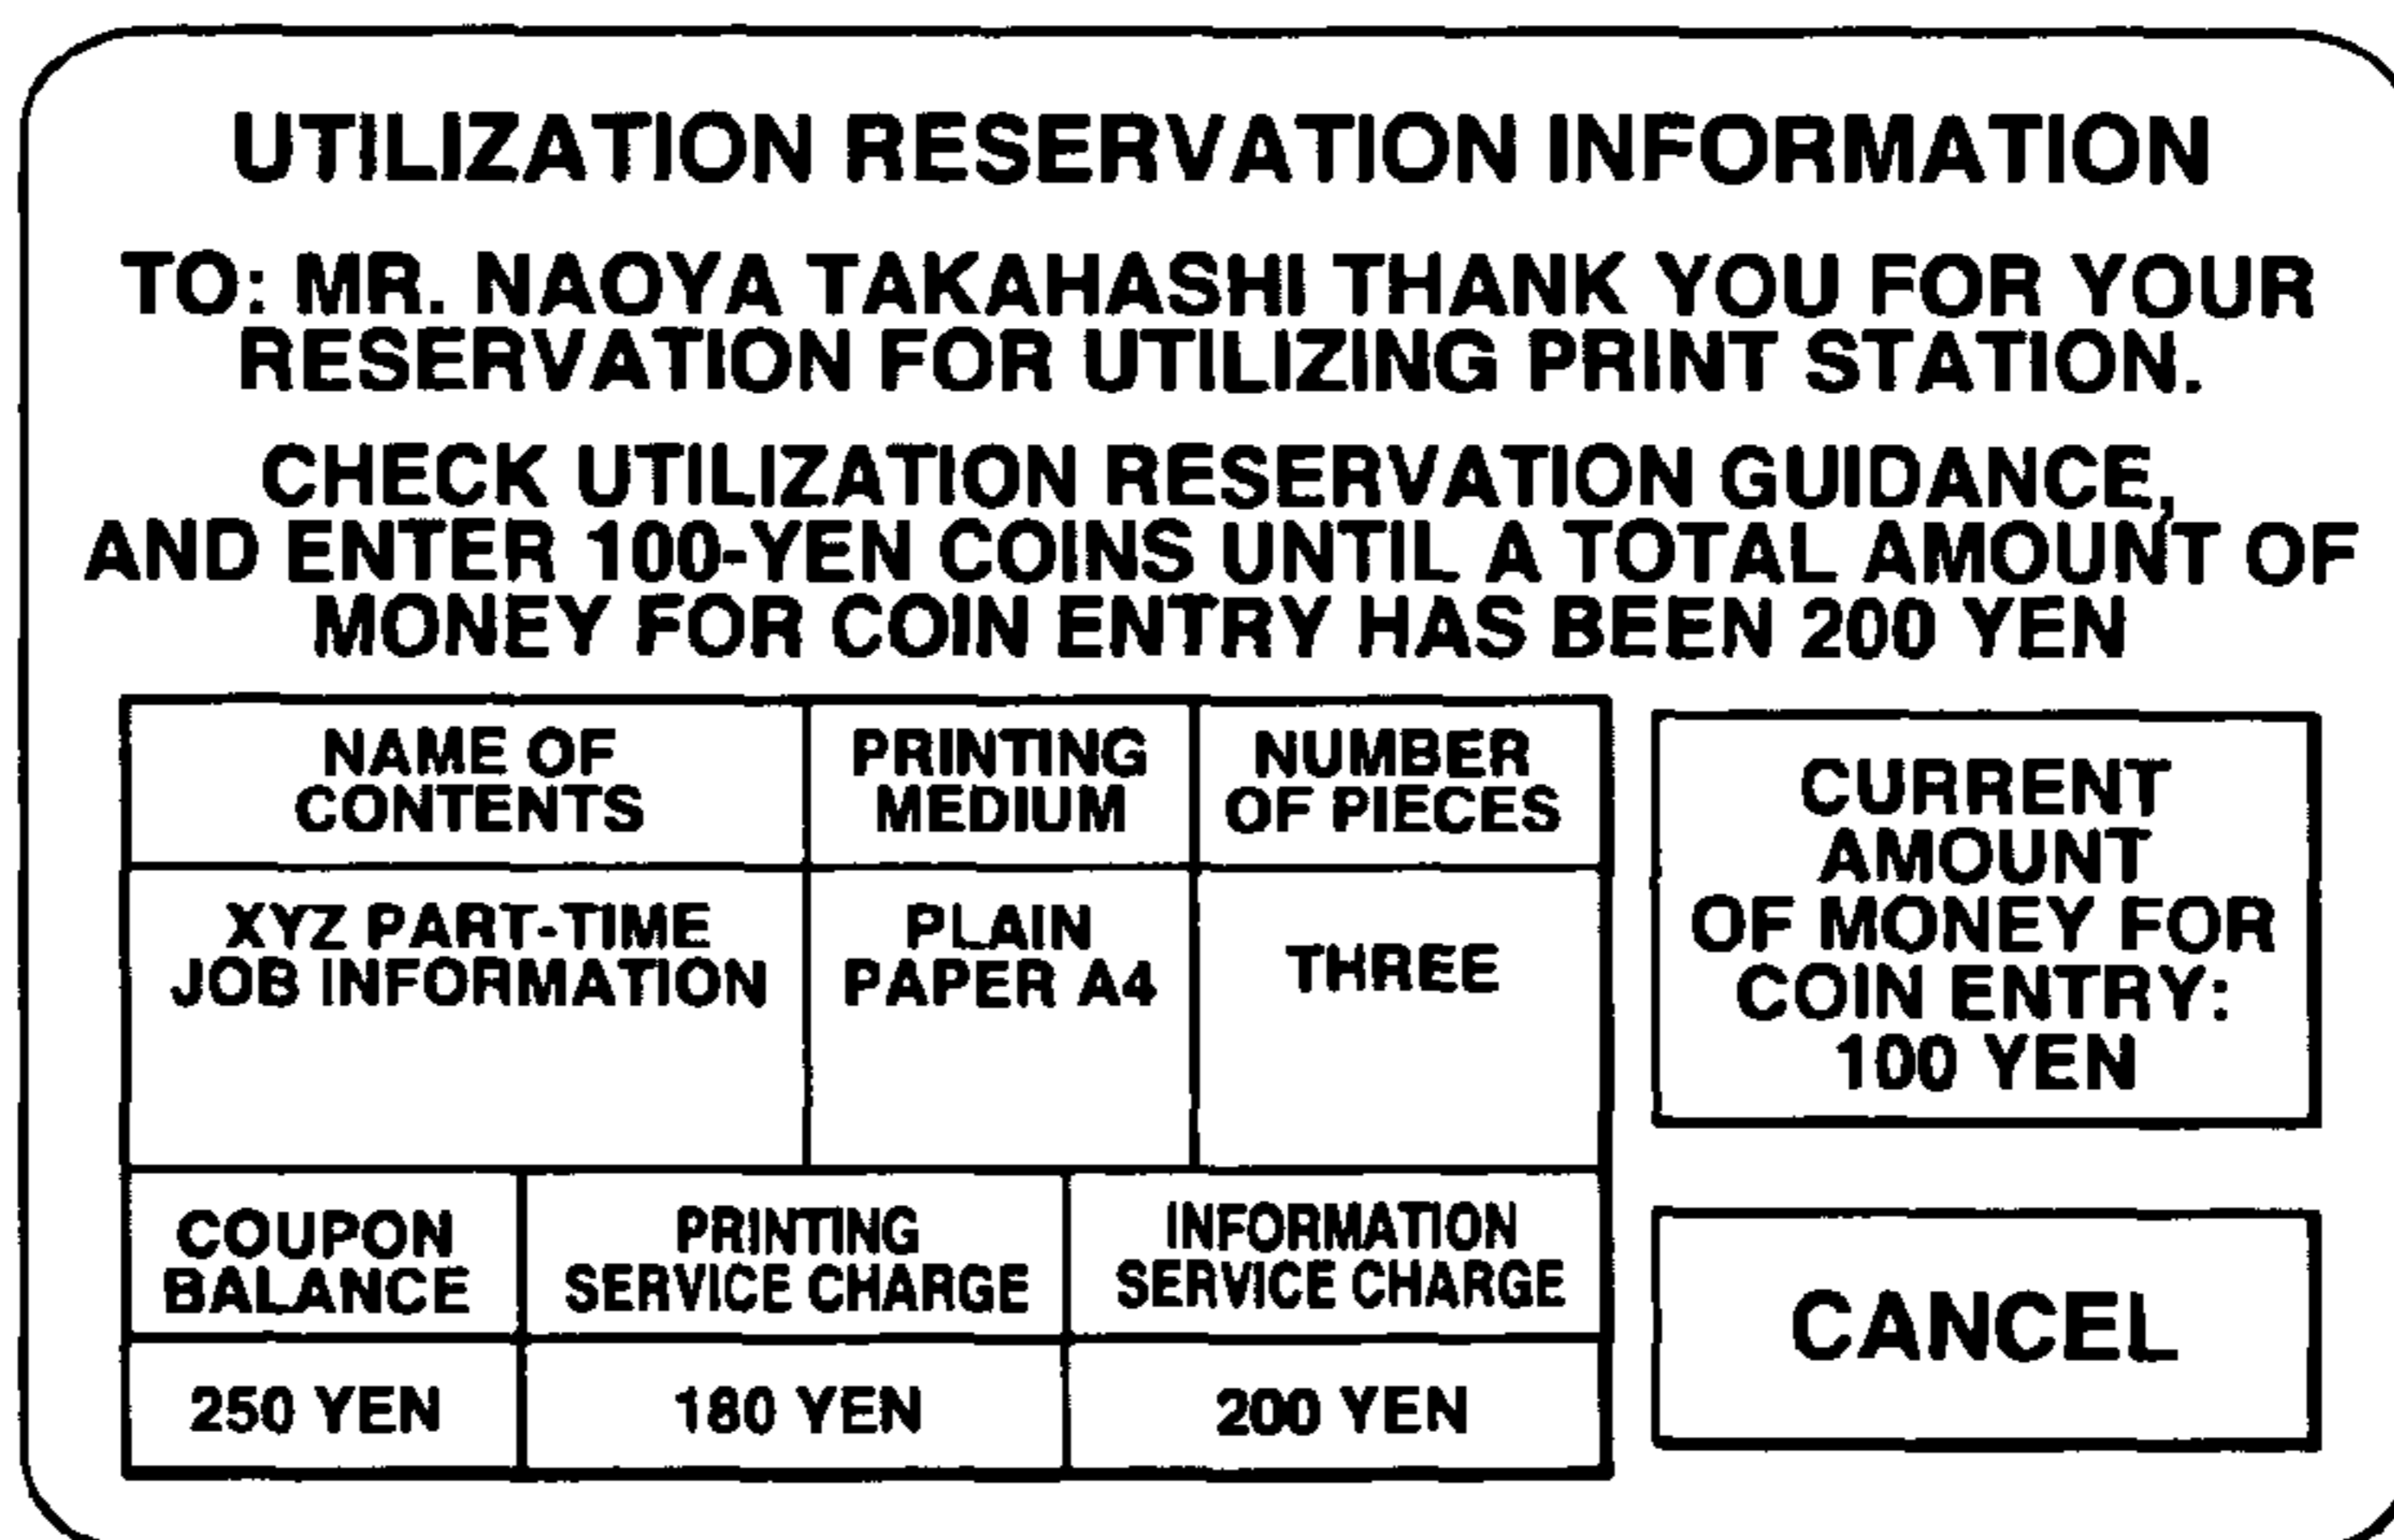 UTILIZATION RESERVATION INFORMATION
TO: MR. NAOYA TAKAHASHI THANK YOU FOR YOUR
RESERVATION FOR UTILIZING PRINT STATION.
CHECK UTILIZATION RESERVATION GUIDANCE,
AND ENTER 100-YEN COINS UNTIL A TOTAL AMOUNT OF
MONEY FOR COIN ENTRY HAS BEEN 200 YEN
NAME OF
CONTENTS
PRINTING
MEDIUM
NUMBER
OF PIECES
XYZ PART-TIME
JOB INFORMATION
PLAIN
PAPER A4
THREE
COUPON
BALANCE
PRINTING
SERVICE CHARGE
INFORMATION
SERVICE CHARGE
250 YEN
180 YEN
200 YEN
CURRENT
AMOUNT
OF MONEY FOR
COIN ENTRY:
100 YEN
CANCEL